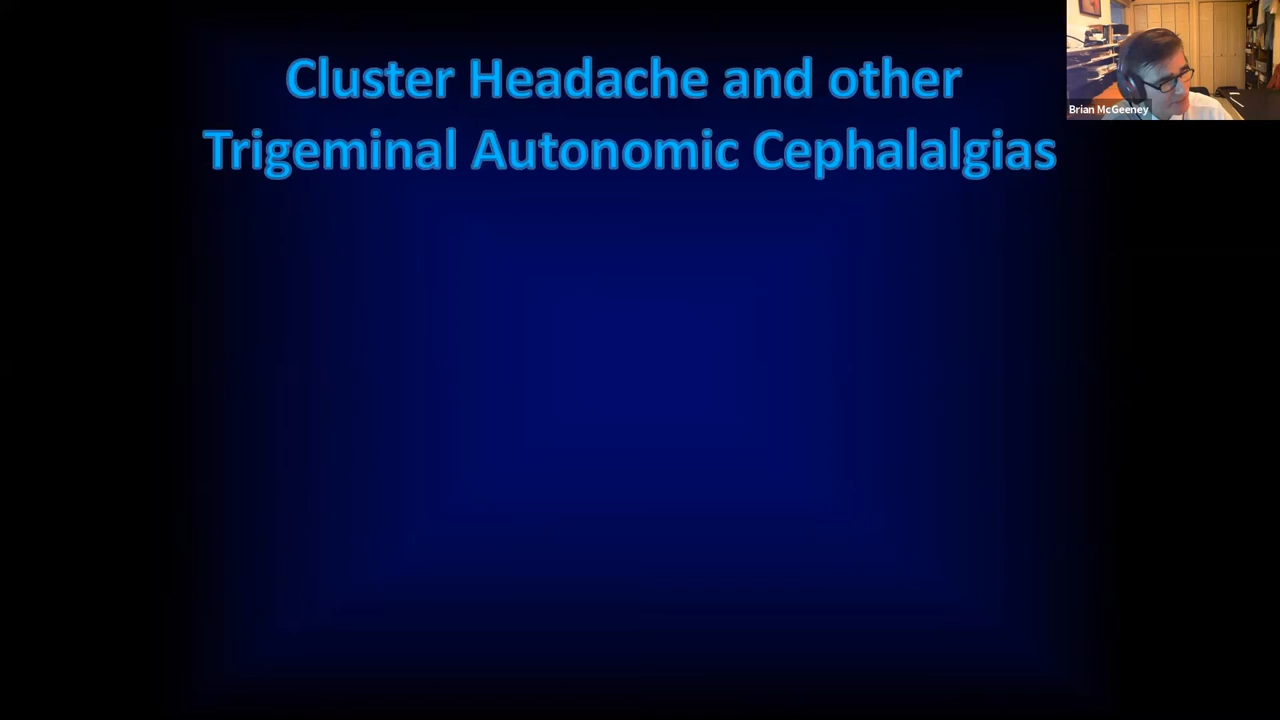 Cluster Headache and other
Trigeminal Autonomic Cephalalgias
Brian McGeeney